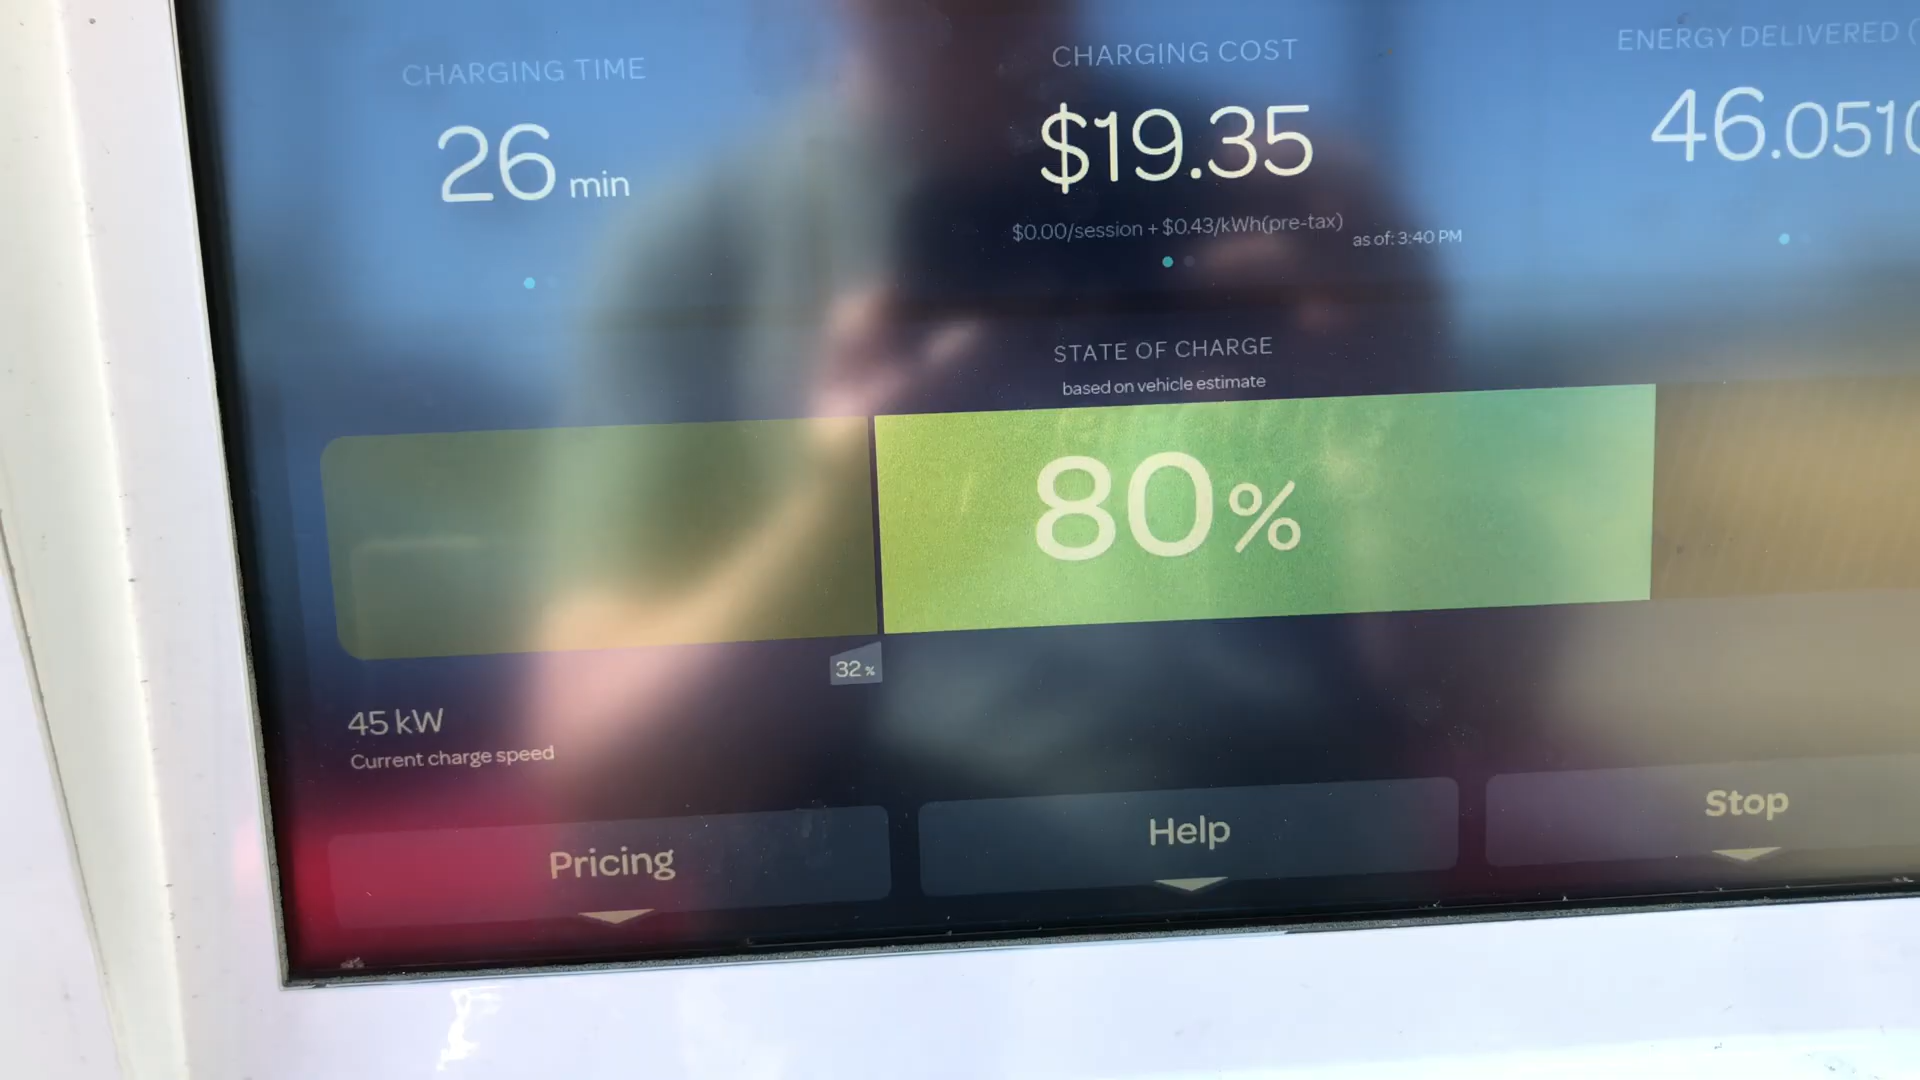 CHARGING TIME
26 min
CHARGING COST
$19.35
$0.00/session + $0.43/kWh(pre-tax)
as of: 3:40 PM
ENERGY DELIVERED (
46.0510
STATE OF CHARGE
based on vehicle estimate
80%
32%
45 kW
Current charge speed
Pricing
Help
Stop